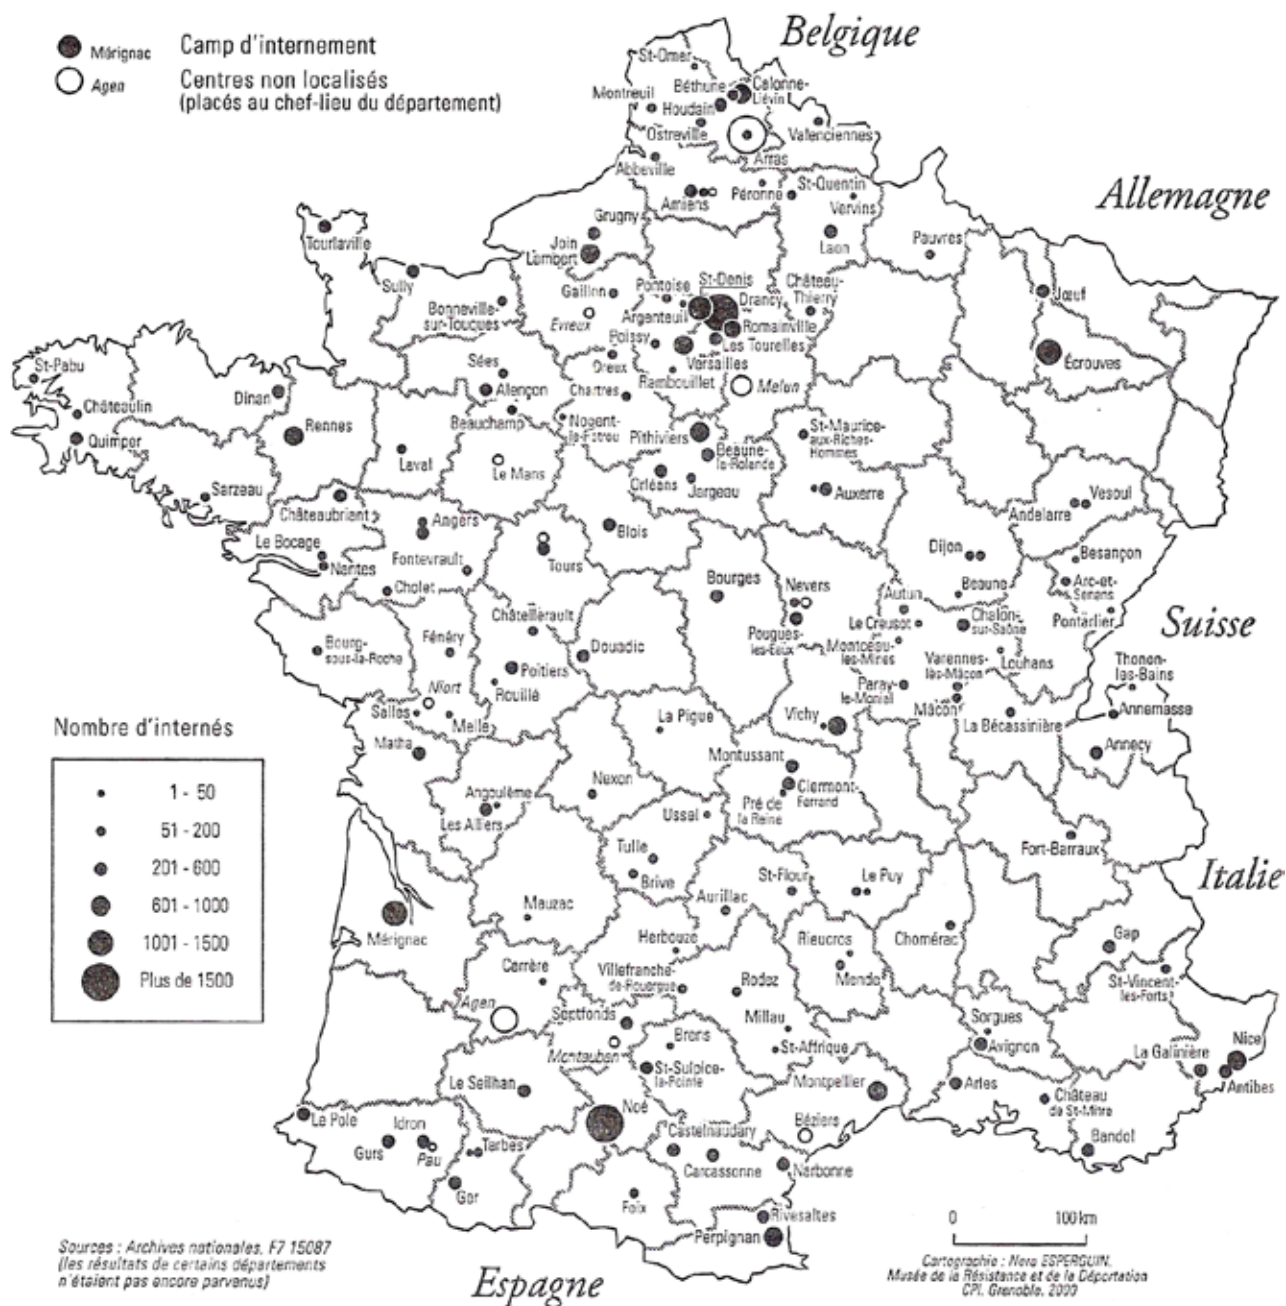 Belgique
Mérignac
Camp d'internement
Agen
Centres non localisés
(placés au chef-lieu du département)
St-Omer
Béthune
Calonne-
Liévin
Montreuil
Houdain
Ostreville
Valenciennes
Arras
Abbeville
Allemagne
Amiens
Péronne
St-Quentin
Vervins
Grugny
Laon
Tourlaville
Join
Lambert
Pauvres
Sully
Gaillon
Pontoise
St-Denis
Drancy
Château-
Thierry
Jœuf
Bonneville-
sur-Touques
Evreux
Argenteuil
Romainville
Poissy
Les Tourelles
Versailles
Écrouves
St-Pabu
Sées
Dreux
Rambouillet
Melun
Dinan
Alençon
Chartres
Châteaulin
Beauchamp
Nogent-
le-Rotrou
Rennes
Pithiviers
St-Maurice-
aux-Riches-
Hommes
Quimper
Laval
Le Mans
Beaune-
la-Rolande
Orléans
Jargeau
Sarzeau
Auxerre
Vesoul
Andelarre
Châteaubriant
Angers
Blois
Le Bocage
Fontevrault
Tours
Dijon
Besançon
Nantes
Cholet
Bourges
Nevers
Beaune
Arc-et-
Senans
Autun
Châtellerault
Le Creusot
Chalon-
sur-Saône
Pontarlier
Suisse
Bourg-
sous-la-Roche
Fénéry
Douadic
Pougues-
les-Eaux
Montceau-
les-Mines
Louhans
Varennes-
lès-Mâcon
Thonon-
les-Bains
Poitiers
Niort
Rouillé
Paray-
le-Monial
Salles
Melle
La Pigue
Vichy
Mâcon
La Bécassinière
Annemasse
Nombre d'internés
Matha
Montussant
Annecy
Nexon
Clermont-
Ferrand
1 - 50
Angoulême
Pré de
la Reine
51 - 200
Les Alliers
Ussel
Fort-Barraux
201 - 600
Tulle
Brive
St-Flour
Le Puy
Italie
601 - 1000
Mauzac
Aurillac
1001 - 1500
Mérignac
Chomérac
Gap
Herbouze
Rieucros
Plus de 1500
Carrère
Villefranche-
de-Rouergue
Rodez
Mende
St-Vincent-
les-Forts
Agen
Septfonds
Millau
Sorgues
Nice
Montauban
Brens
St-Affrique
Avignon
La Galinière
St-Sulpice-
la-Pointe
Antibes
Le Seilhan
Montpellier
Arles
Château
de St-Mitre
Le Pole
Idron
Noé
Béziers
Gurs
Pau
Tarbes
Castelnaudary
Bandol
Carcassonne
Narbonne
Ger
Foix
Rivesaltes
0
100 km
Perpignan
Sources : Archives nationales, F7 15087
(les résultats de certains départements
n'étaient pas encore parvenus)
Espagne
Cartographie : Nora ESPERGUIN.
Musée de la Résistance et de la Déportation
CPI. Grenoble. 2000